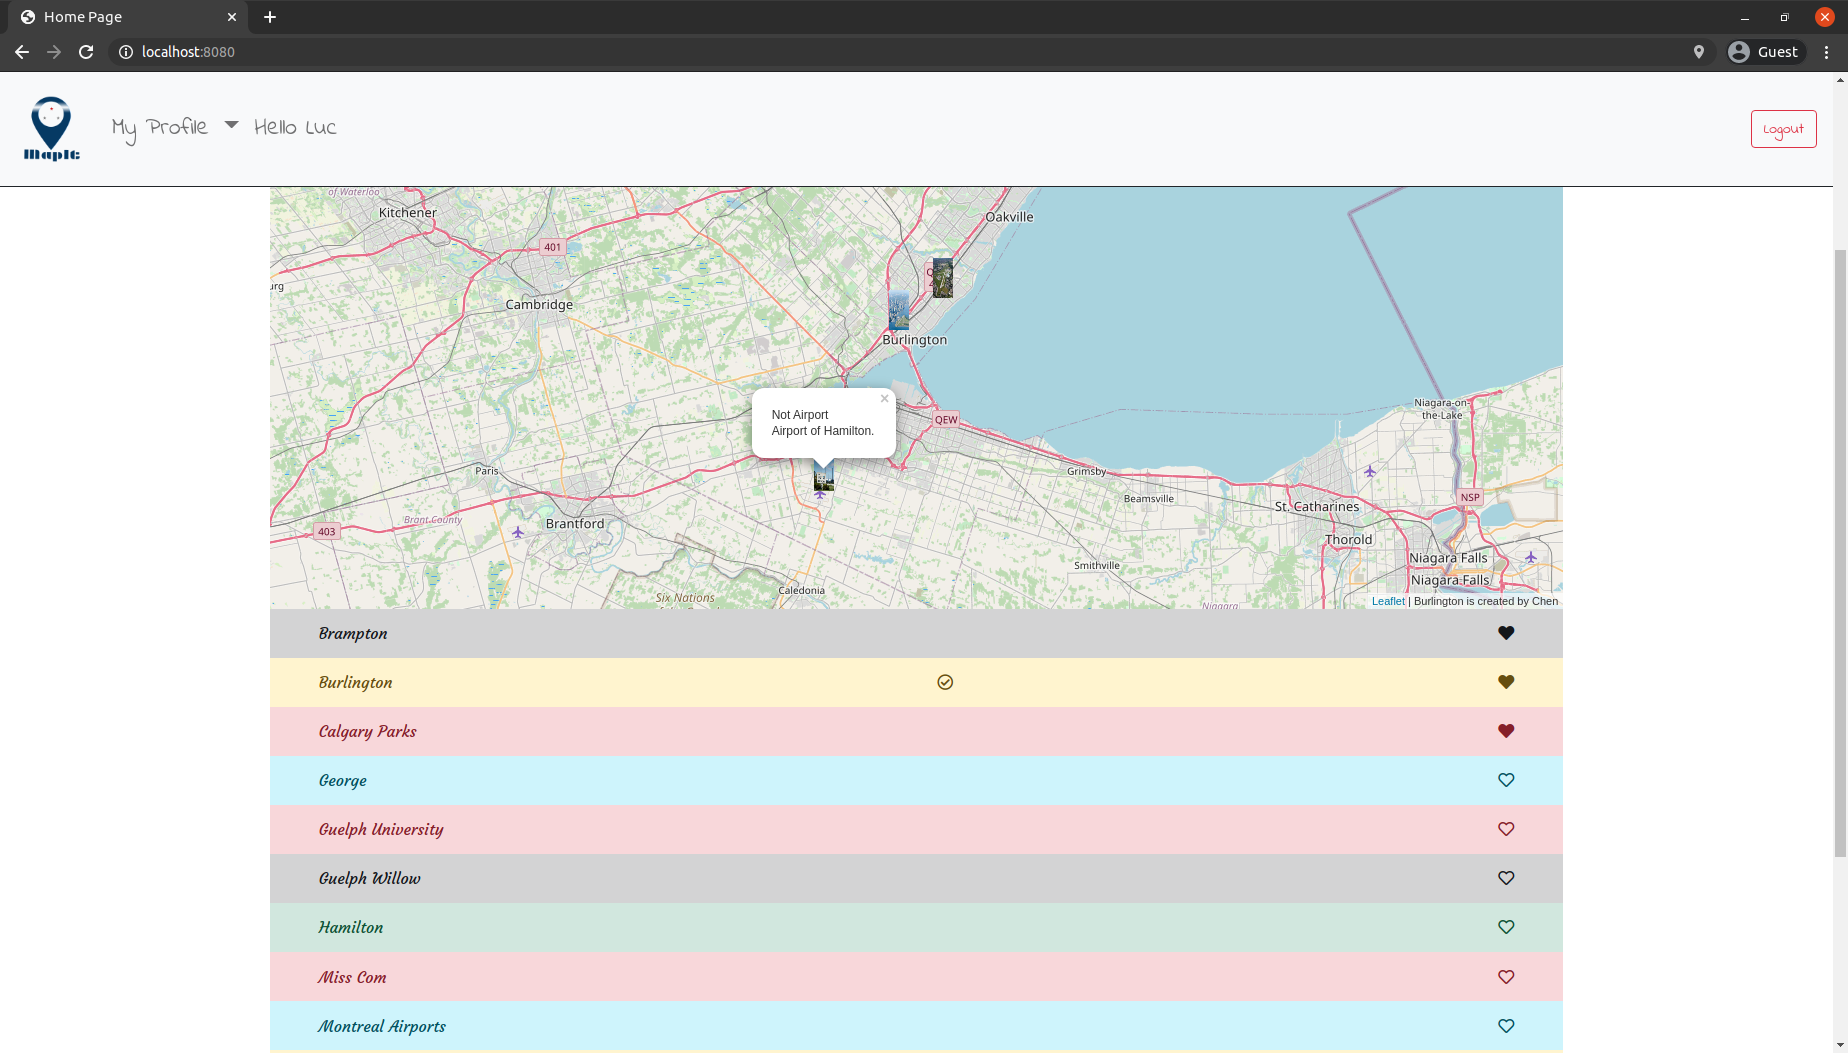 Home Page
localhost:8080
Guest
MapIt
My Profile
Hello Luc
Logout
of Waterloo
Kitchener
Oakville
401
urg
Cambridge
Burlington
Not Airport
Airport of Hamilton.
QEW
Niagara-on-
the-Lake
Paris
Grimsby
Beamsville
NSP
St. Catharines
Brant County
Brantford
403
Thorold
Niagara Falls
Smithville
Niagara Falls
Caledonia
Six Nations
Niagara
Leaflet | Burlington is created by Chen
Brampton
Burlington
Calgary Parks
George
Guelph University
Guelph Willow
Hamilton
Miss Com
Montreal Airports